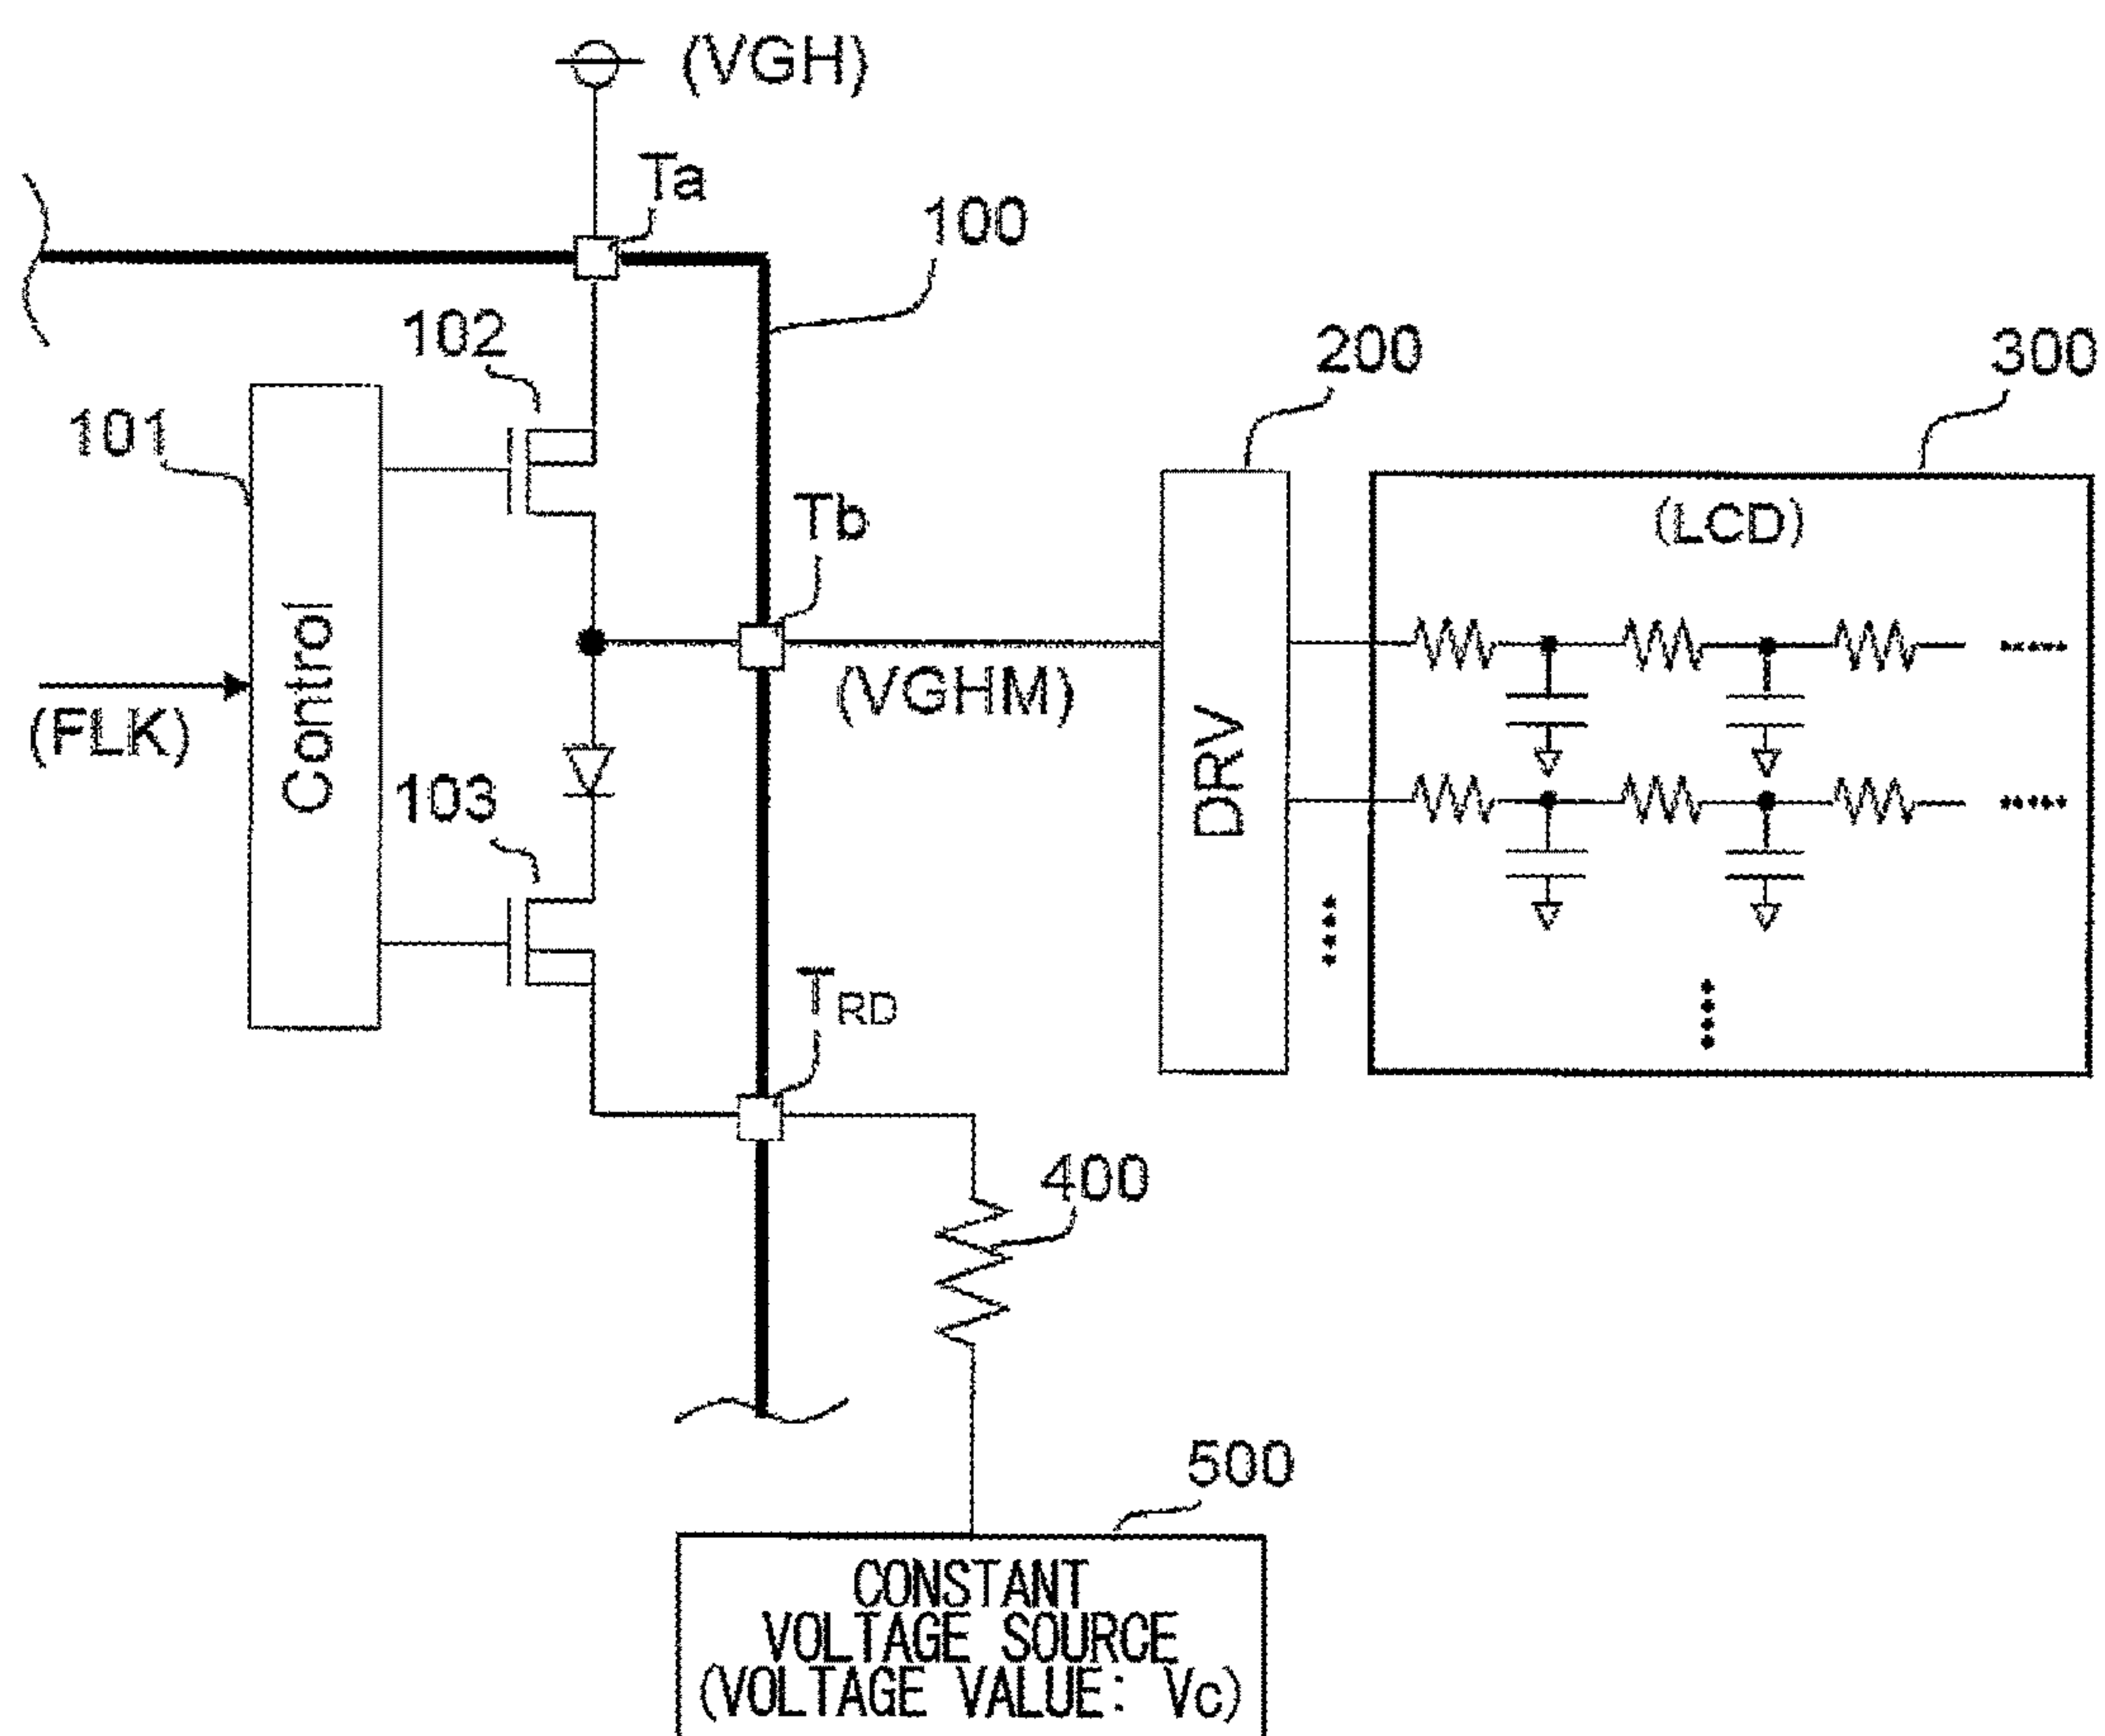 (VGH)
Ta
100
102
200
300
101
(LCD)
Tb
Control
(VGHM)
(FLK)
DRV
103
TRD
400
500
CONSTANT
VOLTAGE SOURCE
(VOLTAGE VALUE: Vc)